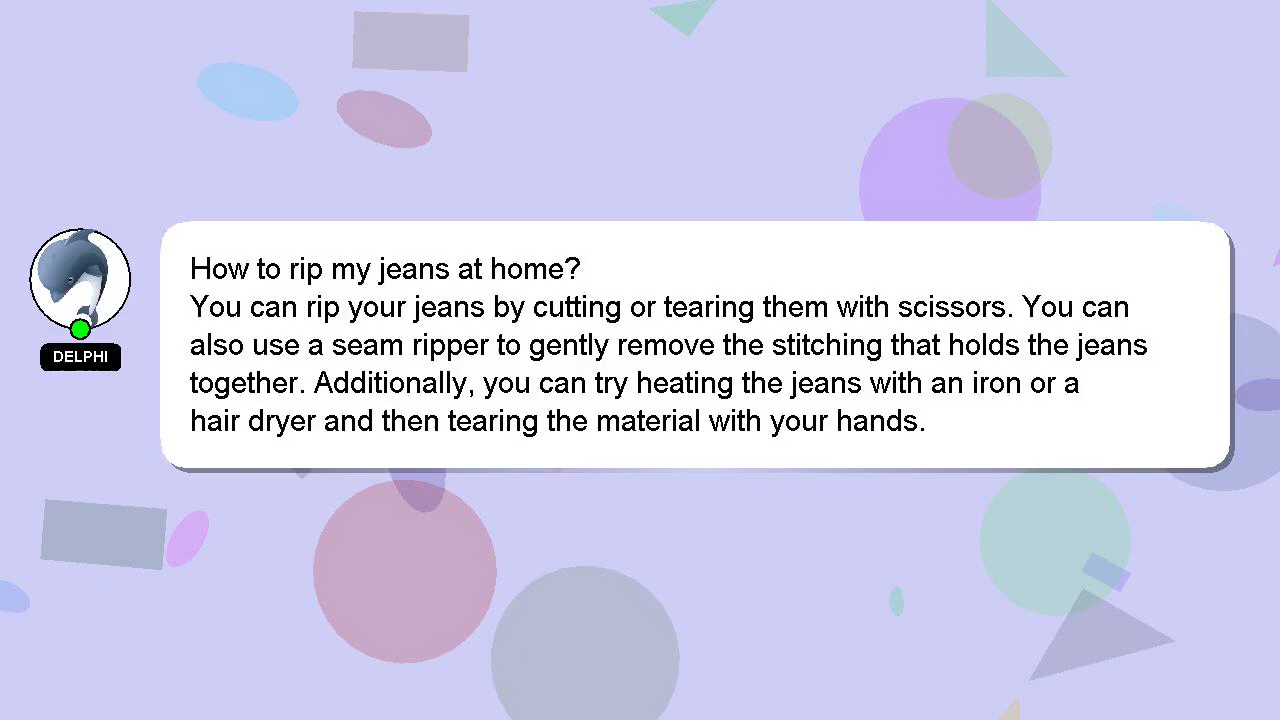 How to rip my jeans at home?
You can rip your jeans by cutting or tearing them with scissors. You can
also use a seam ripper to gently remove the stitching that holds the jeans
together. Additionally, you can try heating the jeans with an iron or a
hair dryer and then tearing the material with your hands.
DELPHI